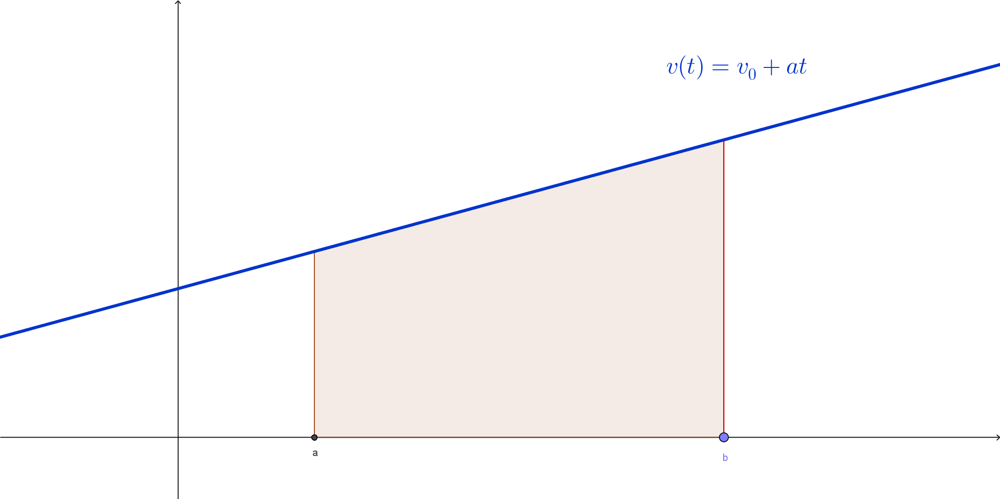 v(t) = v₀ + at
a
b